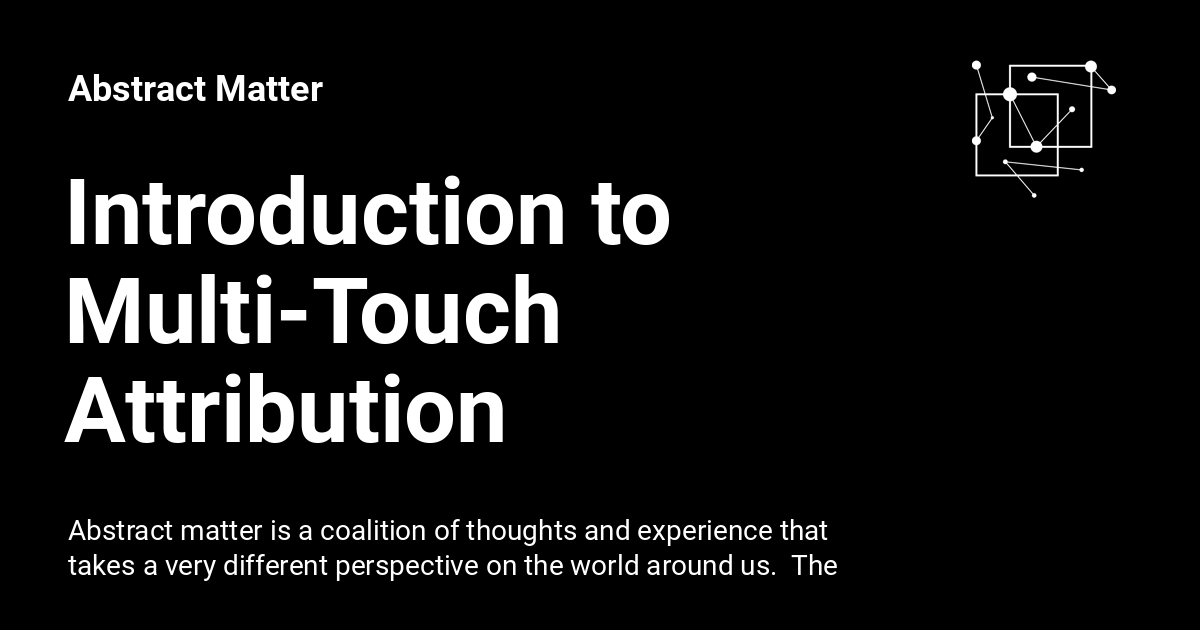 Abstract Matter
Introduction to
Multi-Touch
Attribution
Abstract matter is a coalition of thoughts and experience that
takes a very different perspective on the world around us.  The